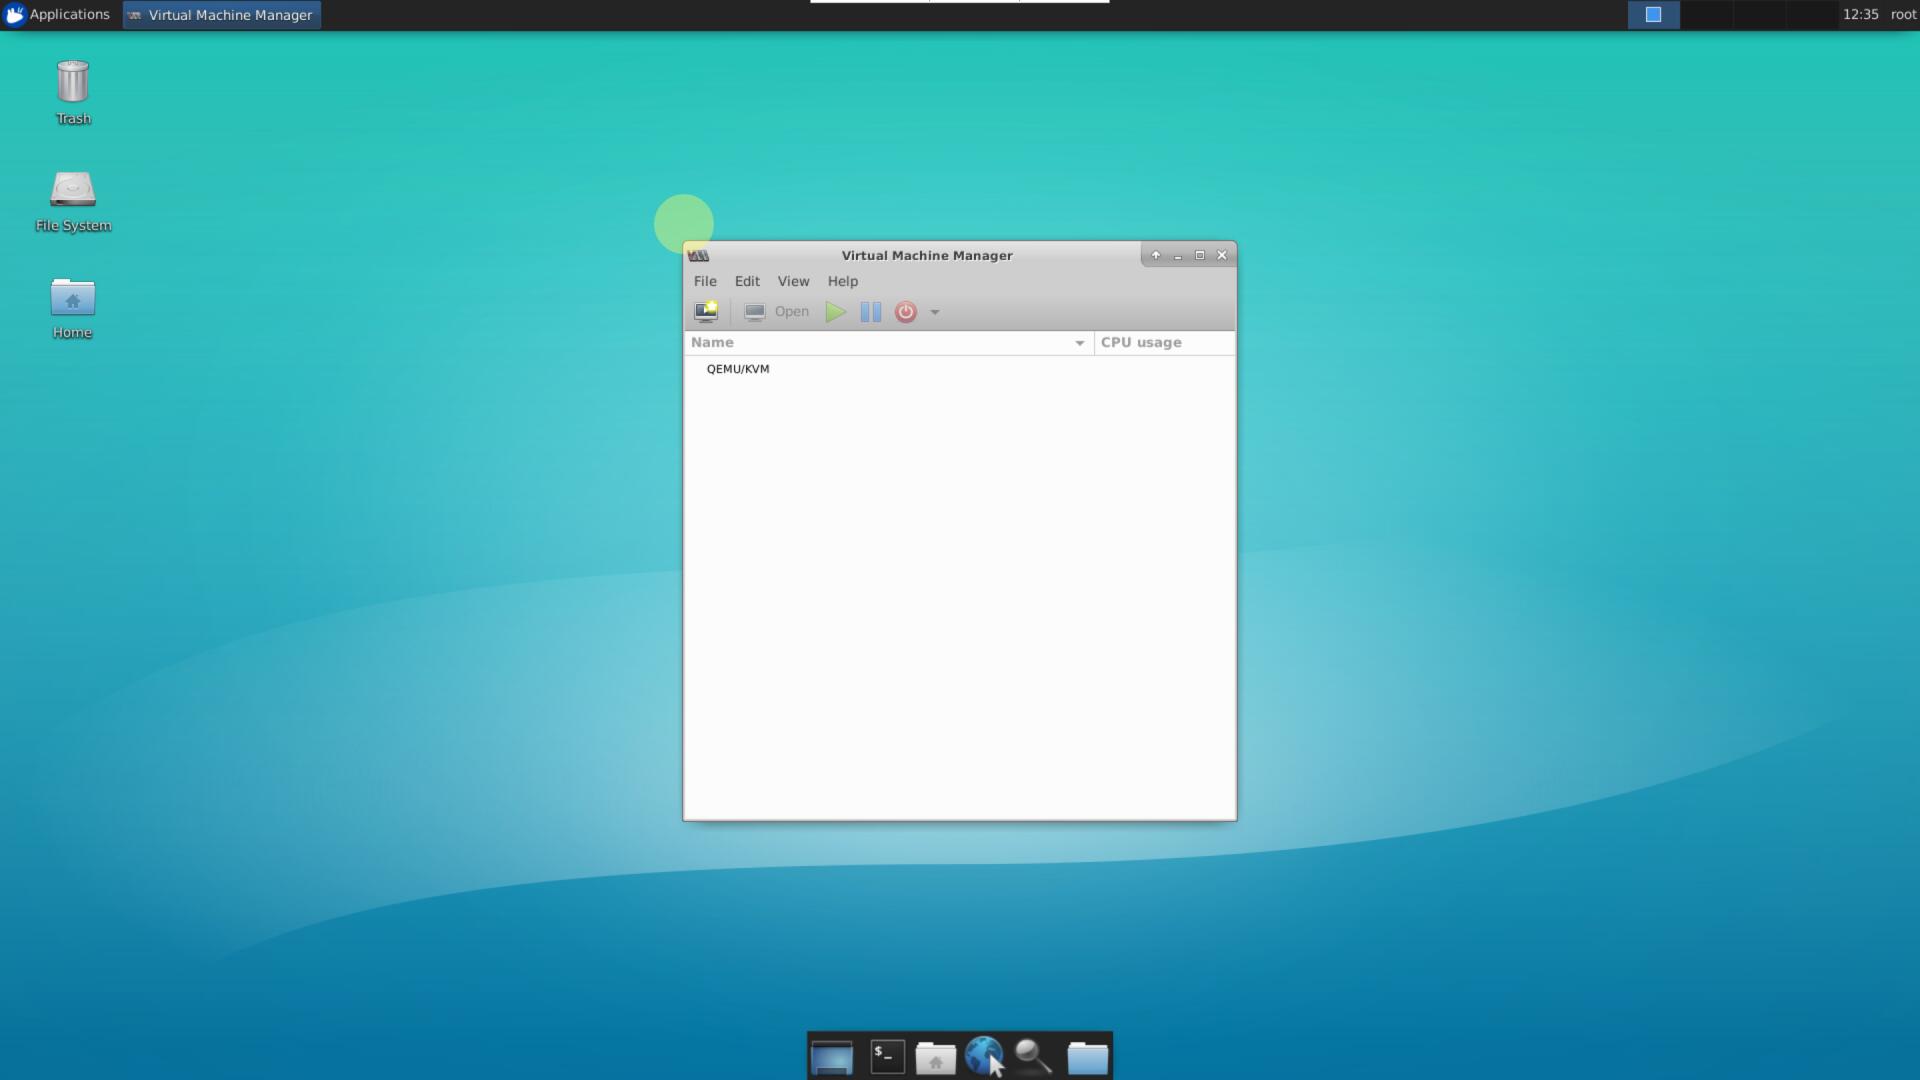 Applications
Virtual Machine Manager
12:35
root
Trash
File System
Home
Virtual Machine Manager
File Edit View Help
Open
Name
CPU usage
QEMU/KVM
$_